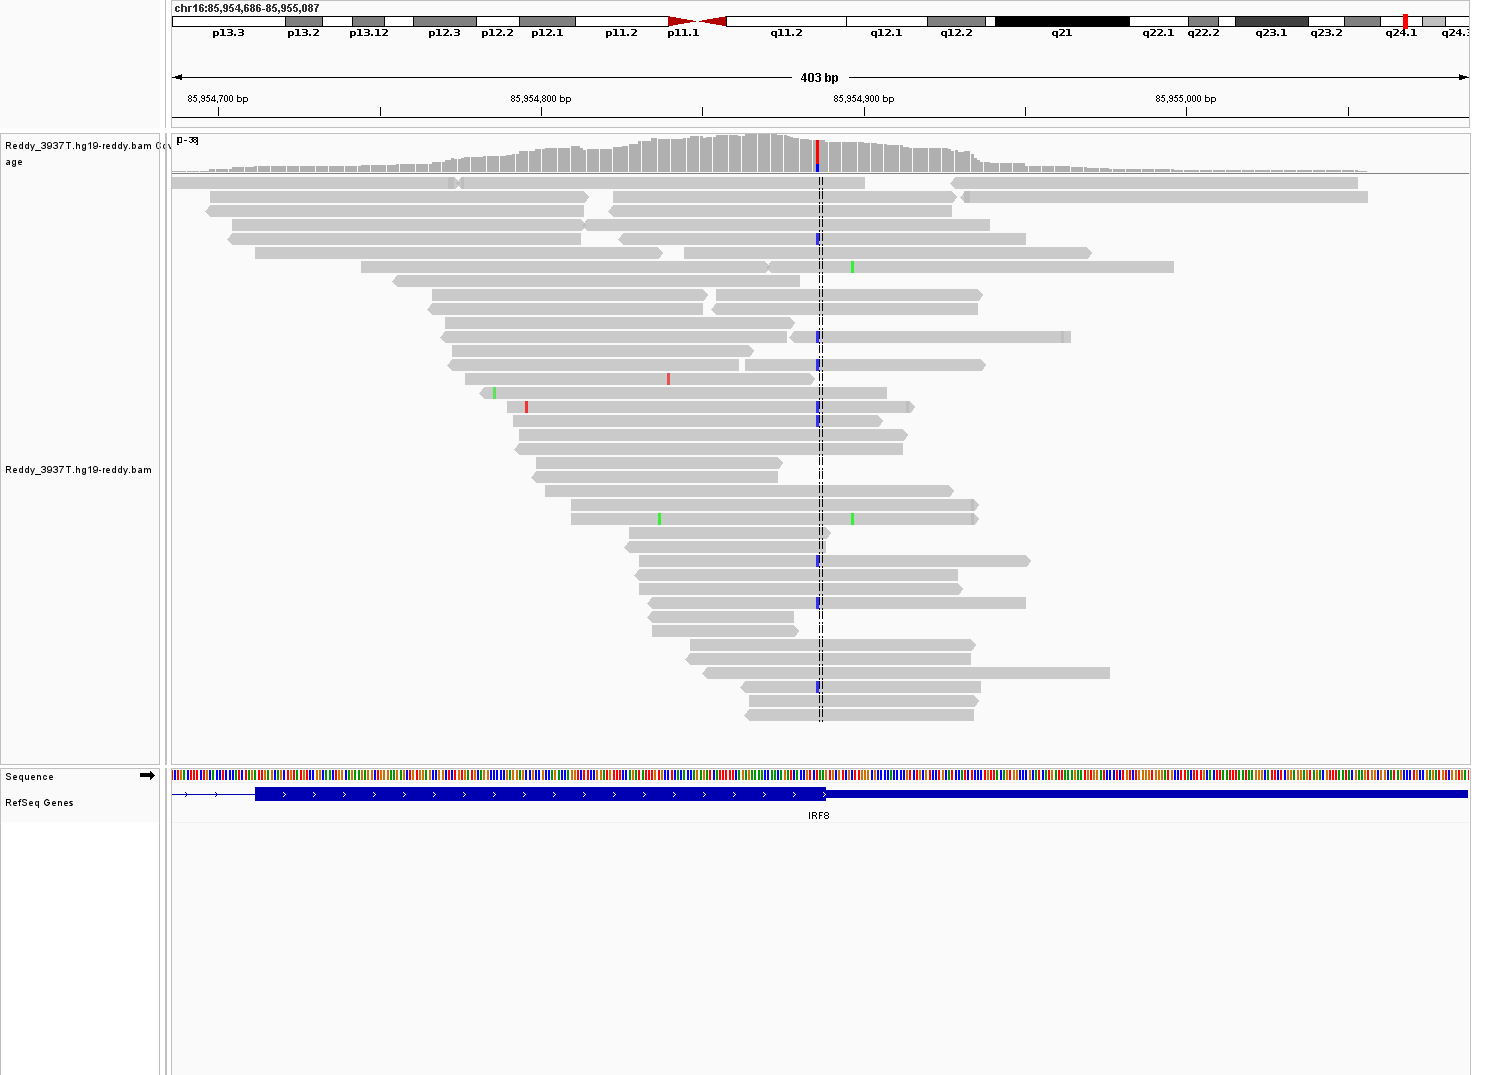 chr16:85,954,686-85,955,087
p13.3 p13.2 p13.12 p12.3 p12.2 p12.1 p11.2 p11.1 q11.2 q12.1 q12.2 q21 q22.1 q22.2 q23.1 q23.2 q24.1 q24.3
403 bp
85,954,700 bp 85,954,800 bp 85,954,900 bp 85,955,000 bp
[0-38]
Reddy_3937T.hg19-reddy.bam Cov
age
Reddy_3937T.hg19-reddy.bam
Sequence
RefSeq Genes
IRF8